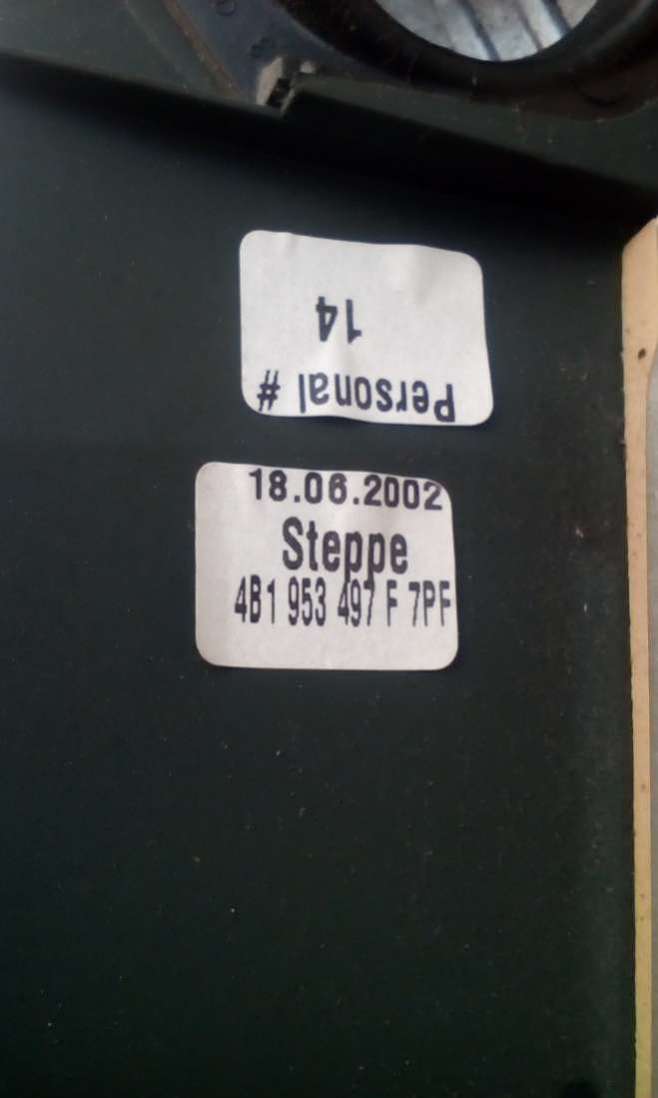 Personal #
14
18.06.2002
Steppe
4B1 953 497 F 7PF